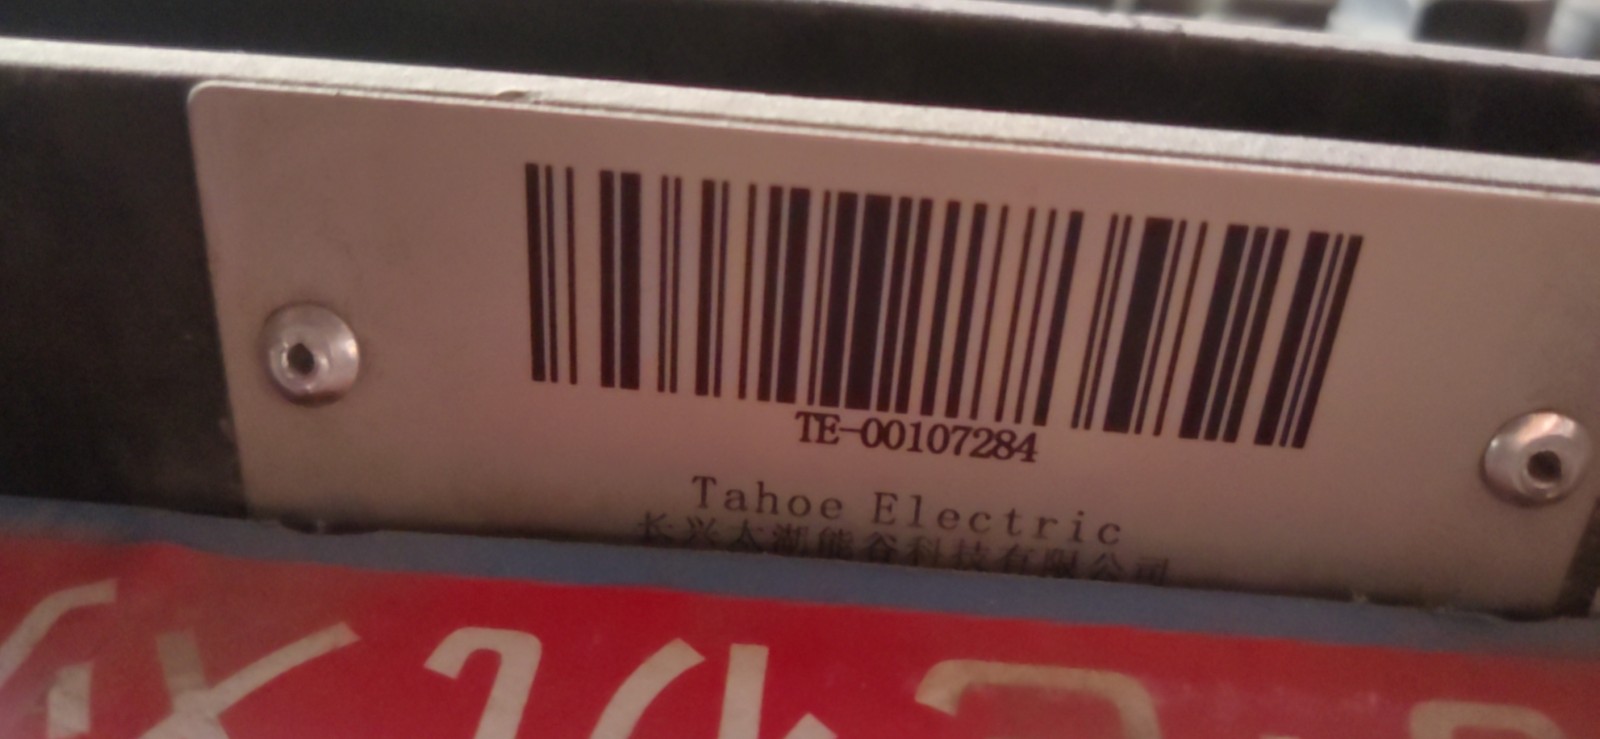 TE-00107284
Tahoe Electric
长兴太湖能谷科技有限公司